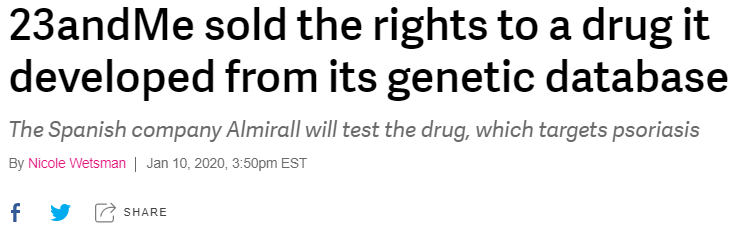 23andMe sold the rights to a drug it
developed from its genetic database
The Spanish company Almirall will test the drug, which targets psoriasis
By Nicole Wetsman | Jan 10, 2020, 3:50pm EST
SHARE